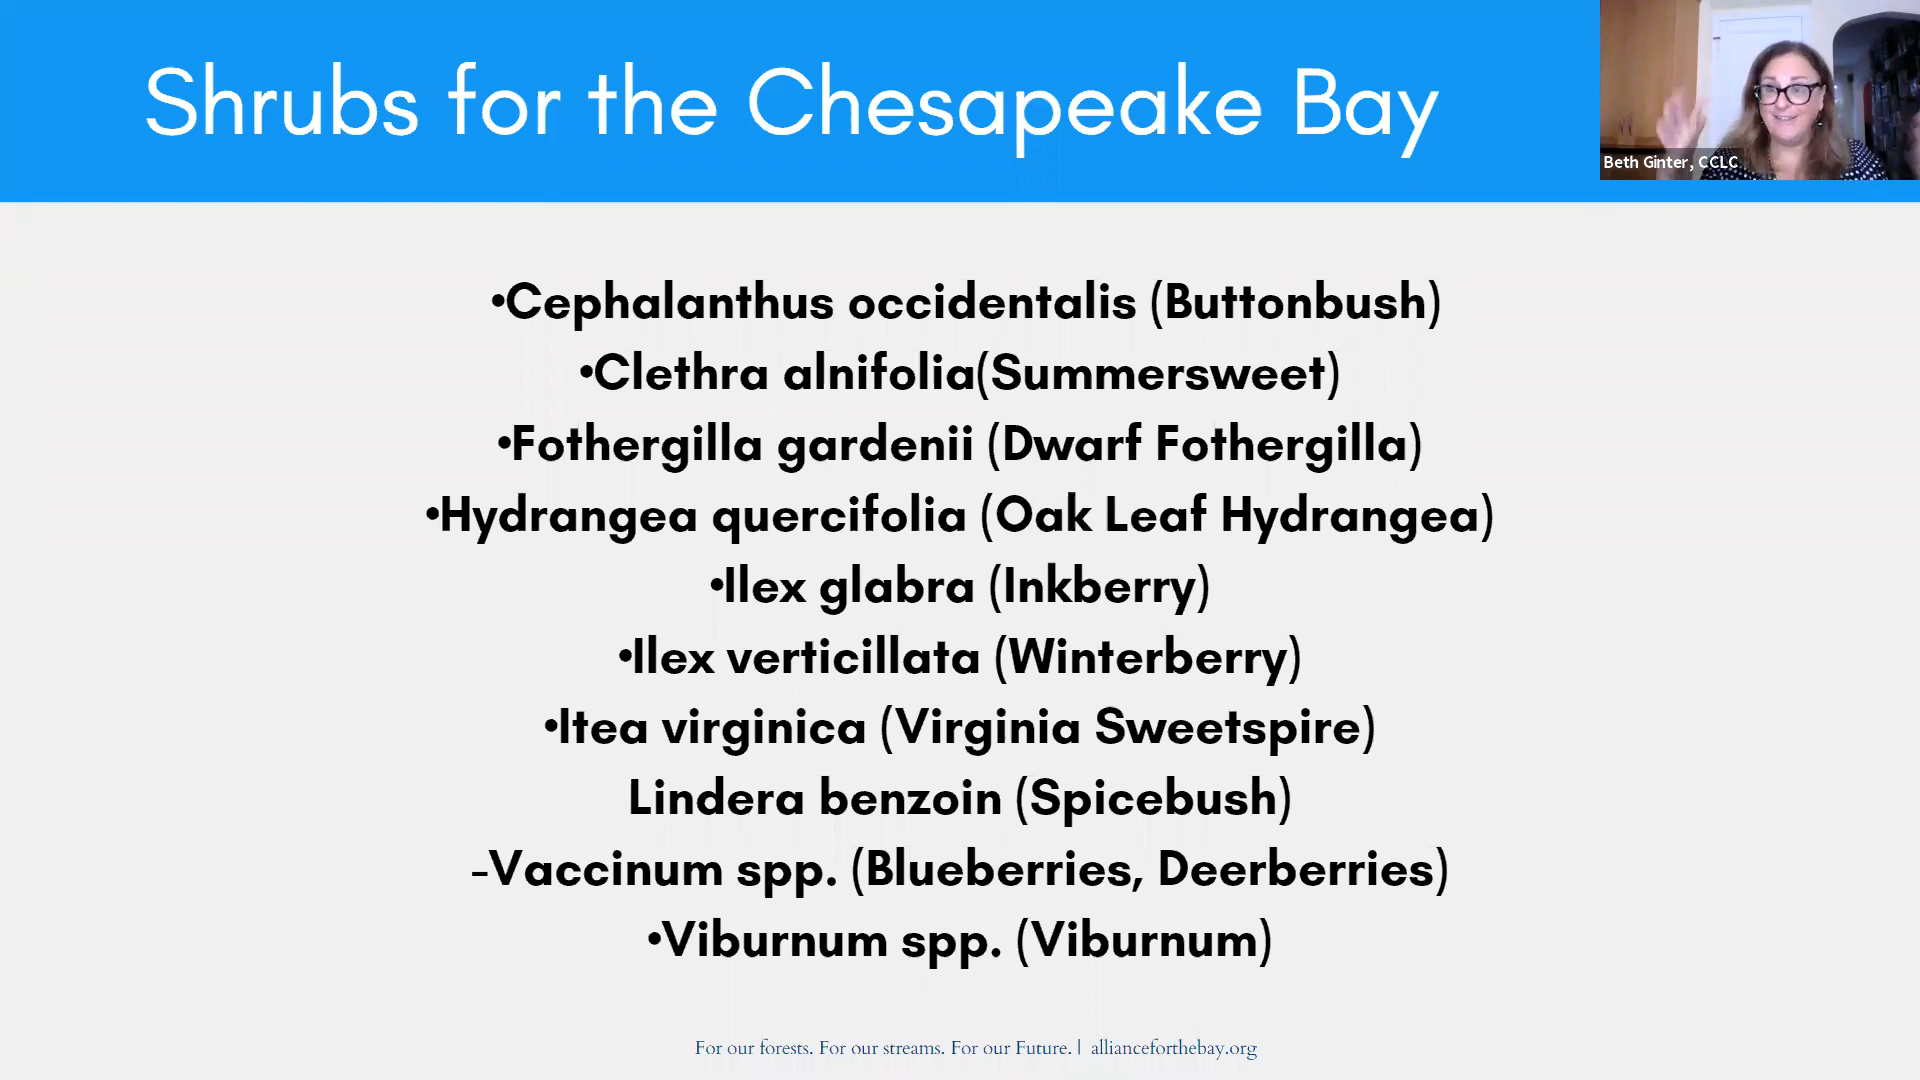 Shrubs for the Chesapeake Bay
Beth Ginter, CCLC
•Cephalanthus occidentalis (Buttonbush)
•Clethra alnifolia(Summersweet)
•Fothergilla gardenii (Dwarf Fothergilla)
•Hydrangea quercifolia (Oak Leaf Hydrangea)
•Ilex glabra (Inkberry)
•Ilex verticillata (Winterberry)
•Itea virginica (Virginia Sweetspire)
Lindera benzoin (Spicebush)
-Vaccinum spp. (Blueberries, Deerberries)
•Viburnum spp. (Viburnum)
For our forests. For our streams. For our Future. | allianceforthebay.org